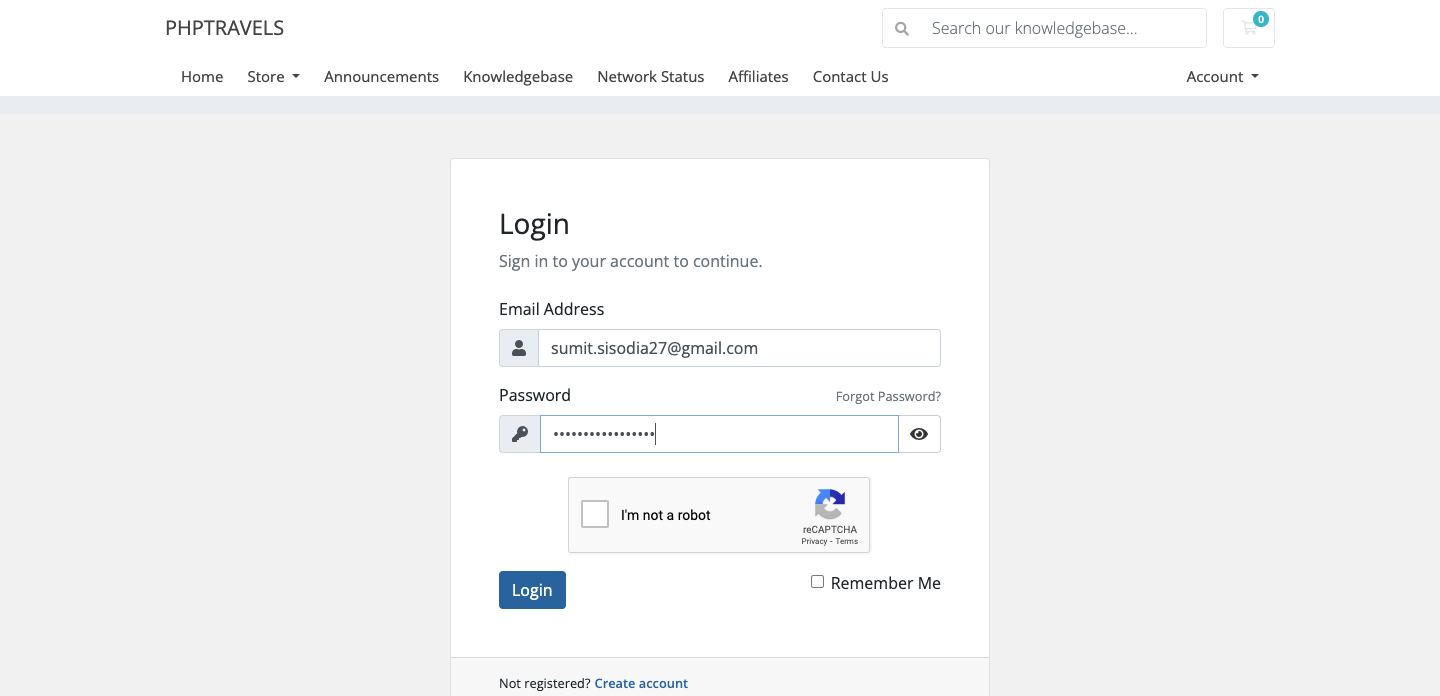 PHPTRAVELS
Search our knowledgebase...
0
Home Store Announcements Knowledgebase Network Status Affiliates Contact Us Account
Login
Sign in to your account to continue.
Email Address
sumit.sisodia27@gmail.com
Password Forgot Password?
•••••••••••••••••
I'm not a robot
reCAPTCHA
Privacy - Terms
Login Remember Me
Not registered? Create account